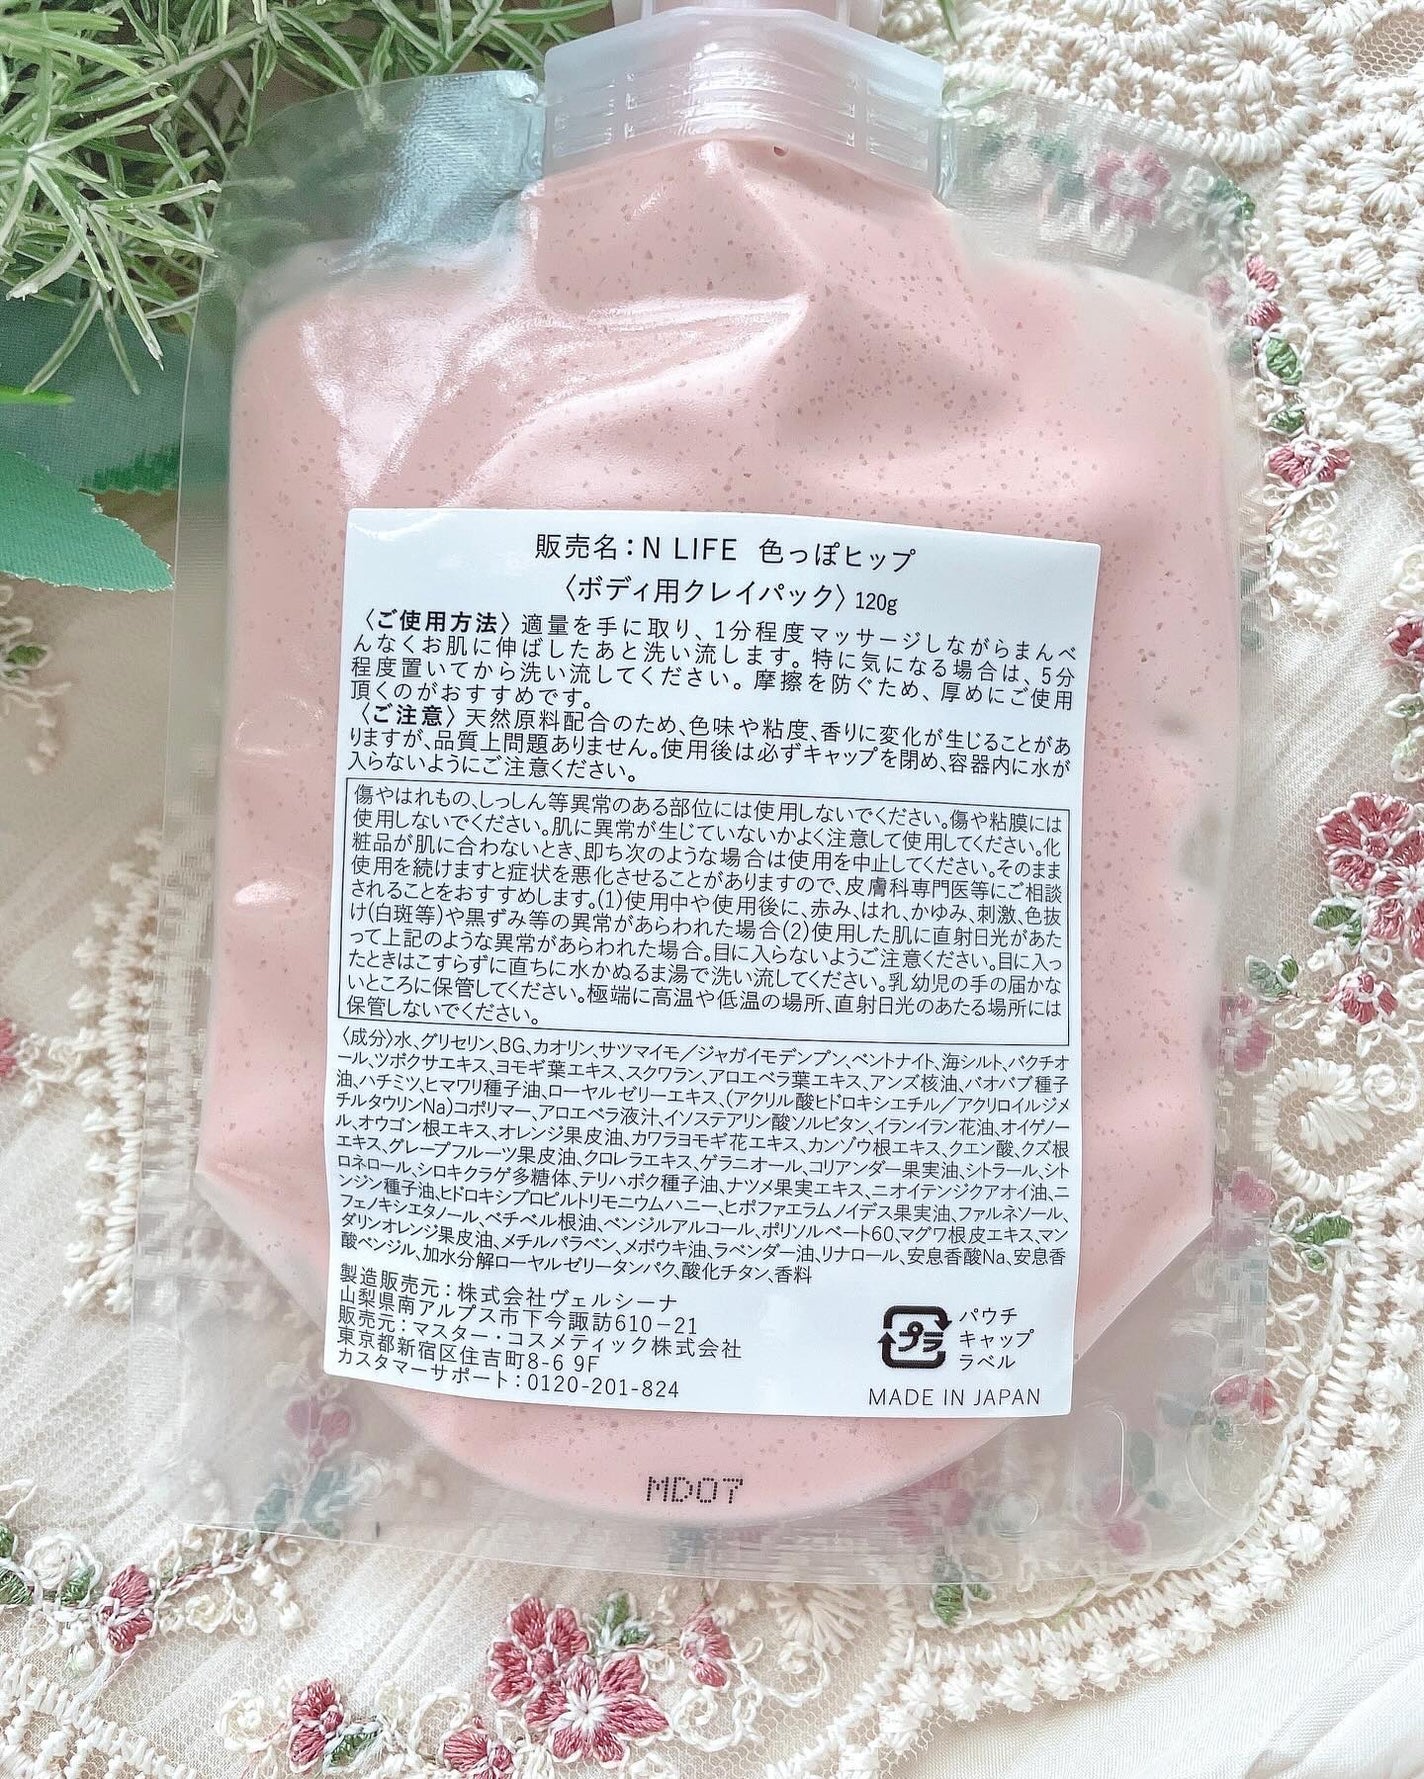 販売名：N LIFE 色っぽヒップ
〈ボディ用クレイパック〉120g
〈ご使用方法〉適量を手に取り、1分程度マッサージしながらまんべ
んなくお肌に伸ばしたあと洗い流します。特に気になる場合は、5分
程度置いてから洗い流してください。摩擦を防ぐため、厚めにご使用
頂くのがおすすめです。
〈ご注意〉天然原料配合のため、色味や粘度、香りに変化が生じることがあ
りますが、品質上問題ありません。使用後は必ずキャップを閉め、容器内に水が
入らないようにご注意ください。
傷やはれもの、しっしん等異常のある部位には使用しないでください。傷や粘膜には
使用しないでください。肌に異常が生じていないかよく注意して使用してください。化
粧品が肌に合わないとき、即ち次のような場合は使用を中止してください。そのまま
使用を続けますと症状を悪化させることがありますので、皮膚科専門医等にご相談
されることをおすすめします。(1)使用中や使用後に、赤み、はれ、かゆみ、刺激、色抜
け(白斑等)や黒ずみ等の異常があらわれた場合(2)使用した肌に直射日光があた
って上記のような異常があらわれた場合。目に入らないようご注意ください。目に入っ
たときはこすらずに直ちに水かぬるま湯で洗い流してください。乳幼児の手の届かな
いところに保管してください。極端に高温や低温の場所、直射日光のあたる場所には
保管しないでください。
〈成分〉水、グリセリン、BG、カオリン、サツマイモ／ジャガイモデンプン、ベントナイト、海シルト、バクチオ
ール、ツボクサエキス、ヨモギ葉エキス、スクワラン、アロエベラ葉エキス、アンズ核油、バオバブ種子
油、ハチミツ、ヒマワリ種子油、ローヤルゼリーエキス、(アクリル酸ヒドロキシエチル／アクリロイルジメ
チルタウリンNa)コポリマー、アロエベラ液汁、イソステアリン酸ソルビタン、イランイラン花油、オイゲノー
ル、オウゴン根エキス、オレンジ果皮油、カワラヨモギ花エキス、カンゾウ根エキス、クエン酸、クズ根
エキス、グレープフルーツ果皮油、クロレラエキス、ゲラニオール、コリアンダー果実油、シトラール、シト
ロネロール、シロキクラゲ多糖体、テリハボク種子油、ナツメ果実エキス、ニオイテンジクアオイ油、ニ
ンジン種子油、ヒドロキシプロピルトリモニウムハニー、ヒポファエラムノイデス果実油、ファルネソール、
フェノキシエタノール、ベチベル根油、ベンジルアルコール、ポリソルベート60、マグワ根皮エキス、マン
ダリンオレンジ果皮油、メチルパラベン、メボウキ油、ラベンダー油、リナロール、安息香酸Na、安息香
酸ベンジル、加水分解ローヤルゼリータンパク、酸化チタン、香料
製造販売元：株式会社ヴェルシーナ
山梨県南アルプス市下今諏訪610－21
販売元：マスター・コスメティック株式会社
東京都新宿区住吉町8-6 9F
カスタマーサポート：0120-201-824
プラ
パウチ
キャップ
ラベル
MADE IN JAPAN
MD07